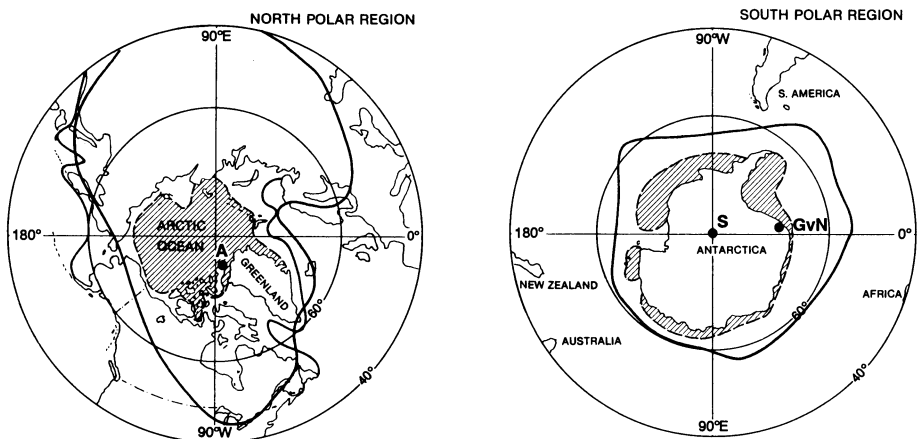 NORTH POLAR REGION
90°E
ARCTIC
OCEAN
180°
0°
A
GREENLAND
60°
40°
90°W
SOUTH POLAR REGION
90°W
S. AMERICA
S
GvN
180°
0°
ANTARCTICA
NEW ZEALAND
AFRICA
60°
AUSTRALIA
40°
90°E